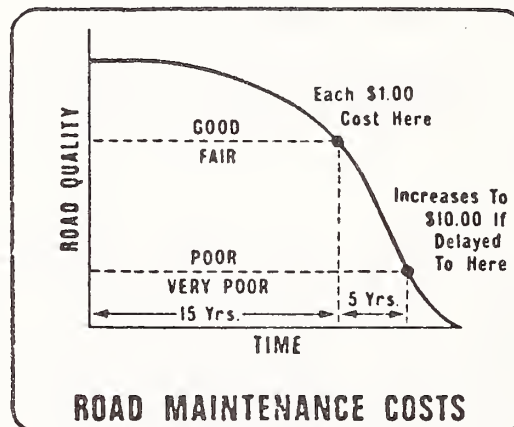 Each $1.00
Cost Here
GOOD
FAIR
Increases To
$10.00 If
Delayed
To Here
POOR
VERY POOR
15 Yrs.
5 Yrs.
TIME
ROAD QUALITY
ROAD MAINTENANCE COSTS